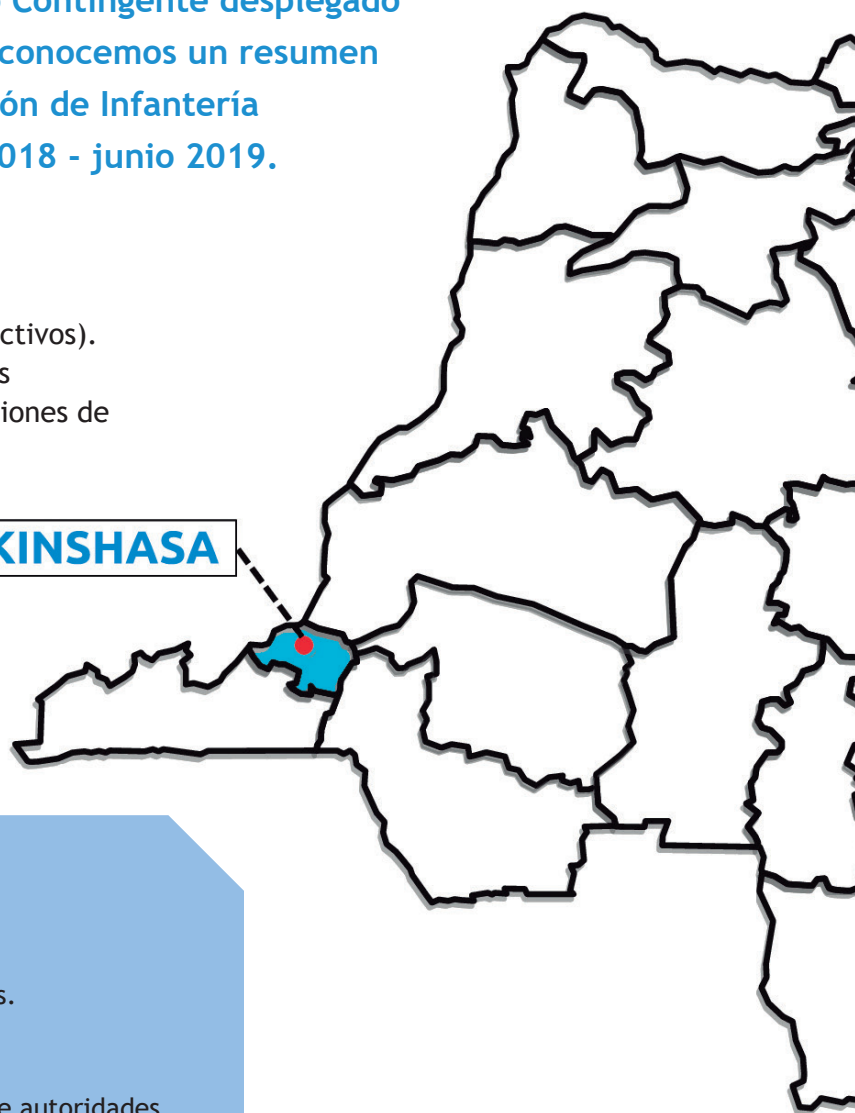 Contingente desplegado
conocemos un resumen
ón de Infantería
018 - junio 2019.
ctivos).
s
iones de
KINSHASA
s.
e autoridades